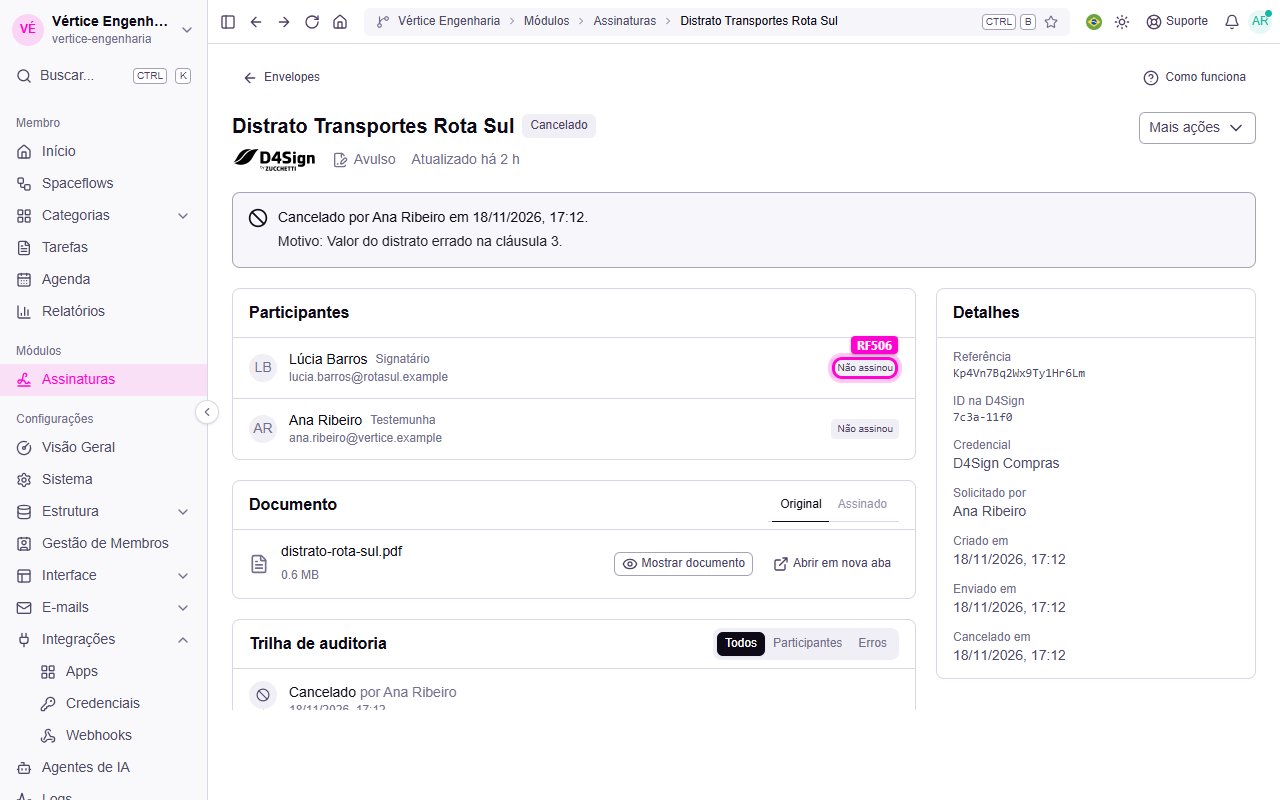 VÉ
Vértice Engenh...
vertice-engenharia
Buscar...
CTRL K
Membro
Início
Spaceflows
Categorias
Tarefas
Agenda
Relatórios
Módulos
Assinaturas
Configurações
Visão Geral
Sistema
Estrutura
Gestão de Membros
Interface
E-mails
Integrações
Apps
Credenciais
Webhooks
Agentes de IA
Logs
Vértice Engenharia
Módulos
Assinaturas
Distrato Transportes Rota Sul
CTRL B
Suporte
AR
Envelopes
Como funciona
Distrato Transportes Rota Sul
Cancelado
Mais ações
D4Sign
by ZUCCHETTI
Avulso
Atualizado há 2 h
Cancelado por Ana Ribeiro em 18/11/2026, 17:12.
Motivo: Valor do distrato errado na cláusula 3.
Participantes
RF506
LB
Lúcia Barros Signatário
lucia.barros@rotasul.example
Não assinou
AR
Ana Ribeiro Testemunha
ana.ribeiro@vertice.example
Não assinou
Documento
Original
Assinado
distrato-rota-sul.pdf
0.6 MB
Mostrar documento
Abrir em nova aba
Trilha de auditoria
Todos
Participantes
Erros
Cancelado por Ana Ribeiro
18/11/2026, 17:12
Detalhes
Referência
Kp4Vn7Bq2Wx9Ty1Hr6Lm
ID na D4Sign
7c3a-11f0
Credencial
D4Sign Compras
Solicitado por
Ana Ribeiro
Criado em
18/11/2026, 17:12
Enviado em
18/11/2026, 17:12
Cancelado em
18/11/2026, 17:12